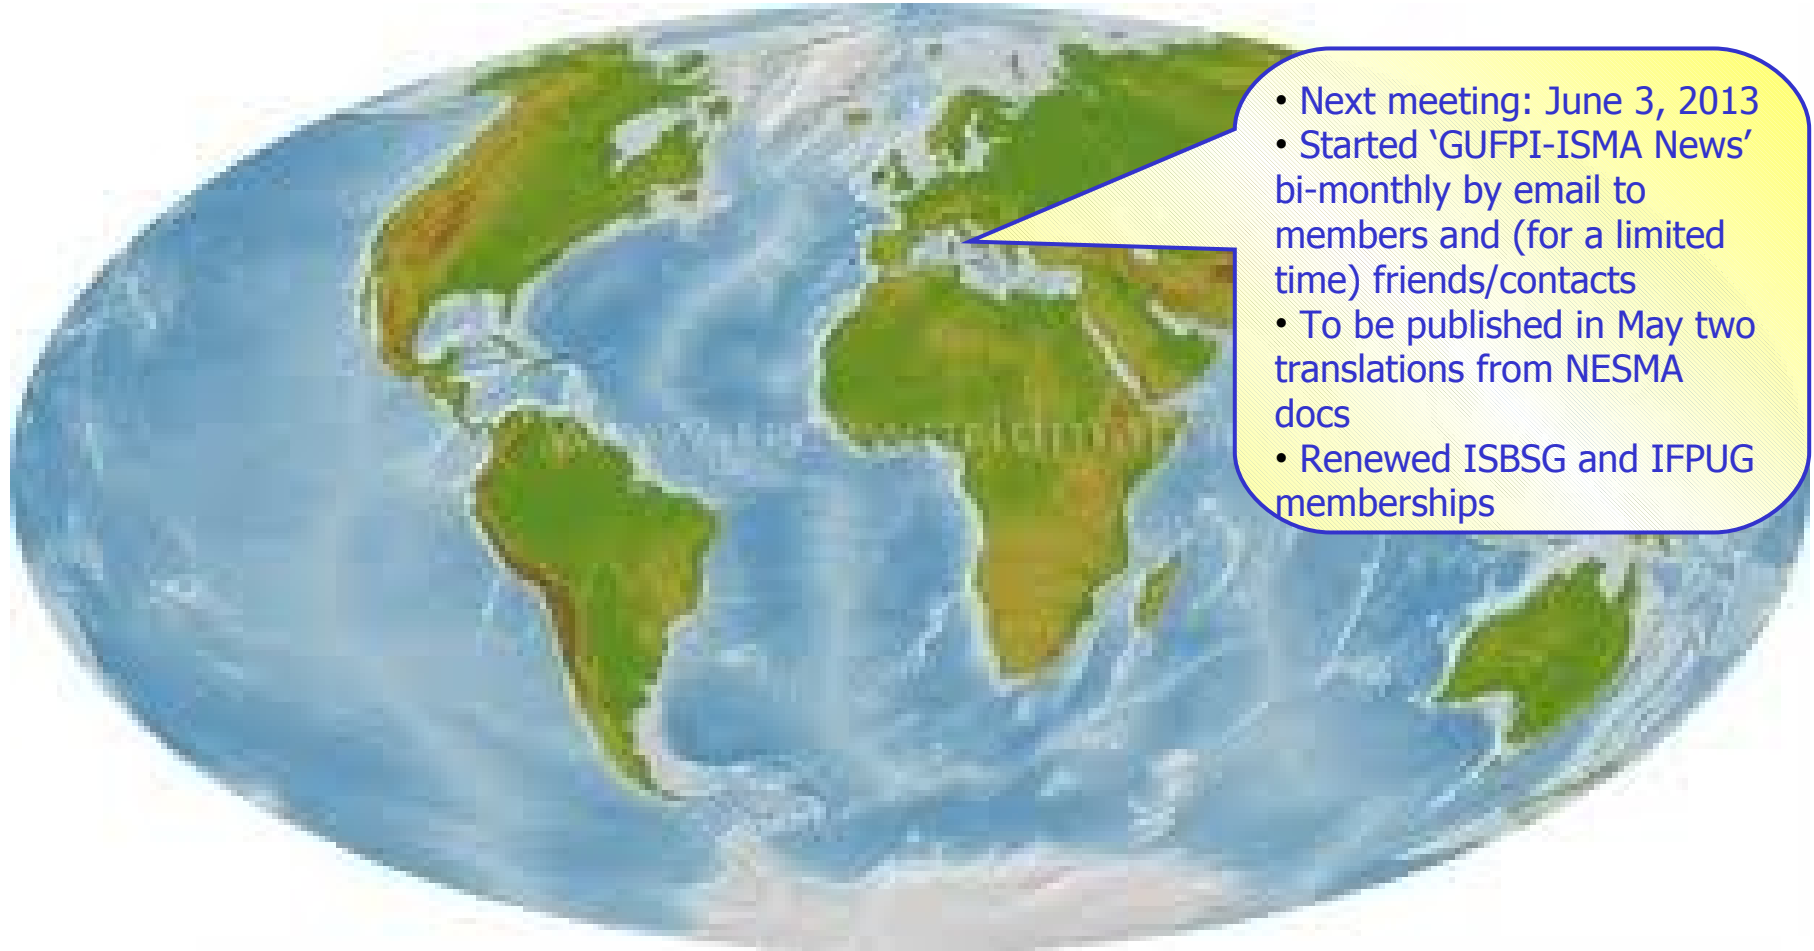 • Next meeting: June 3, 2013
• Started ‘GUFPI-ISMA News’
bi-monthly by email to
members and (for a limited
time) friends/contacts
• To be published in May two
translations from NESMA
docs
• Renewed ISBSG and IFPUG
memberships